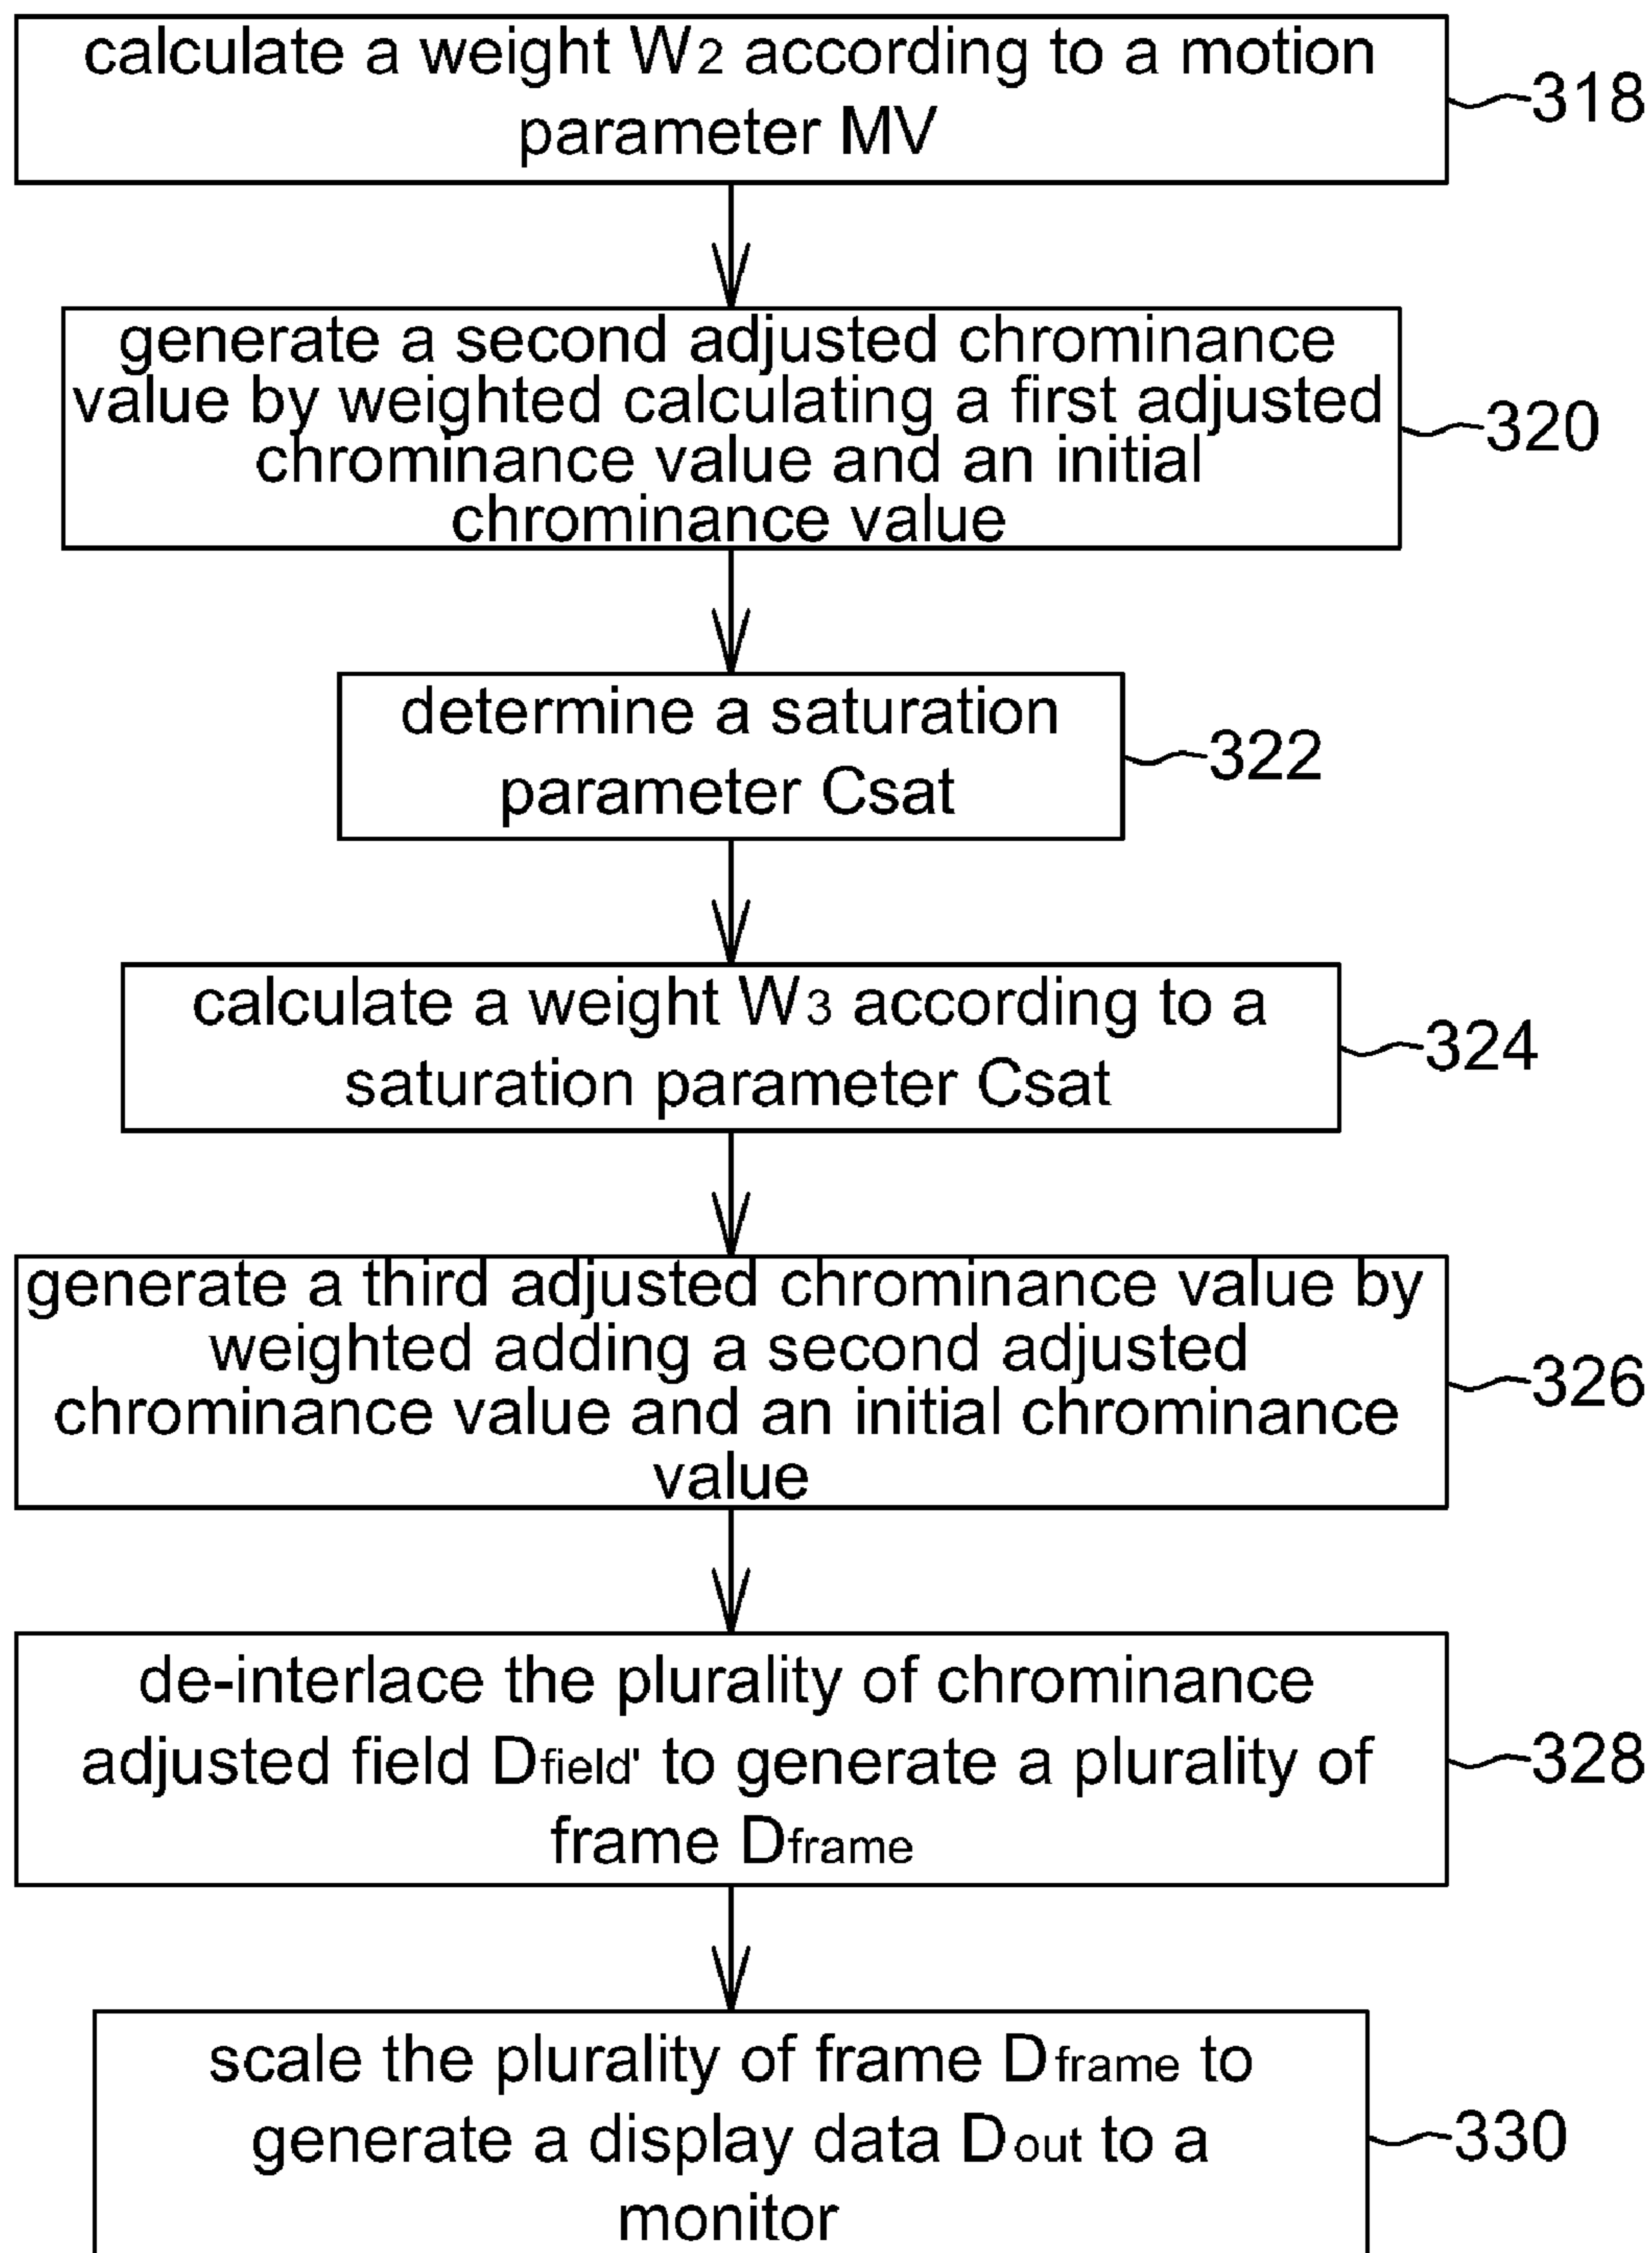 calculate a weight W2 according to a motion
parameter MV
318
generate a second adjusted chrominance
value by weighted calculating a first adjusted
chrominance value and an initial
chrominance value
320
determine a saturation
parameter Csat
322
calculate a weight W3 according to a
saturation parameter Csat
324
generate a third adjusted chrominance value by
weighted adding a second adjusted
chrominance value and an initial chrominance
value
326
de-interlace the plurality of chrominance
adjusted field Dfield' to generate a plurality of
frame Dframe
328
scale the plurality of frame Dframe to
generate a display data Dout to a
monitor
330